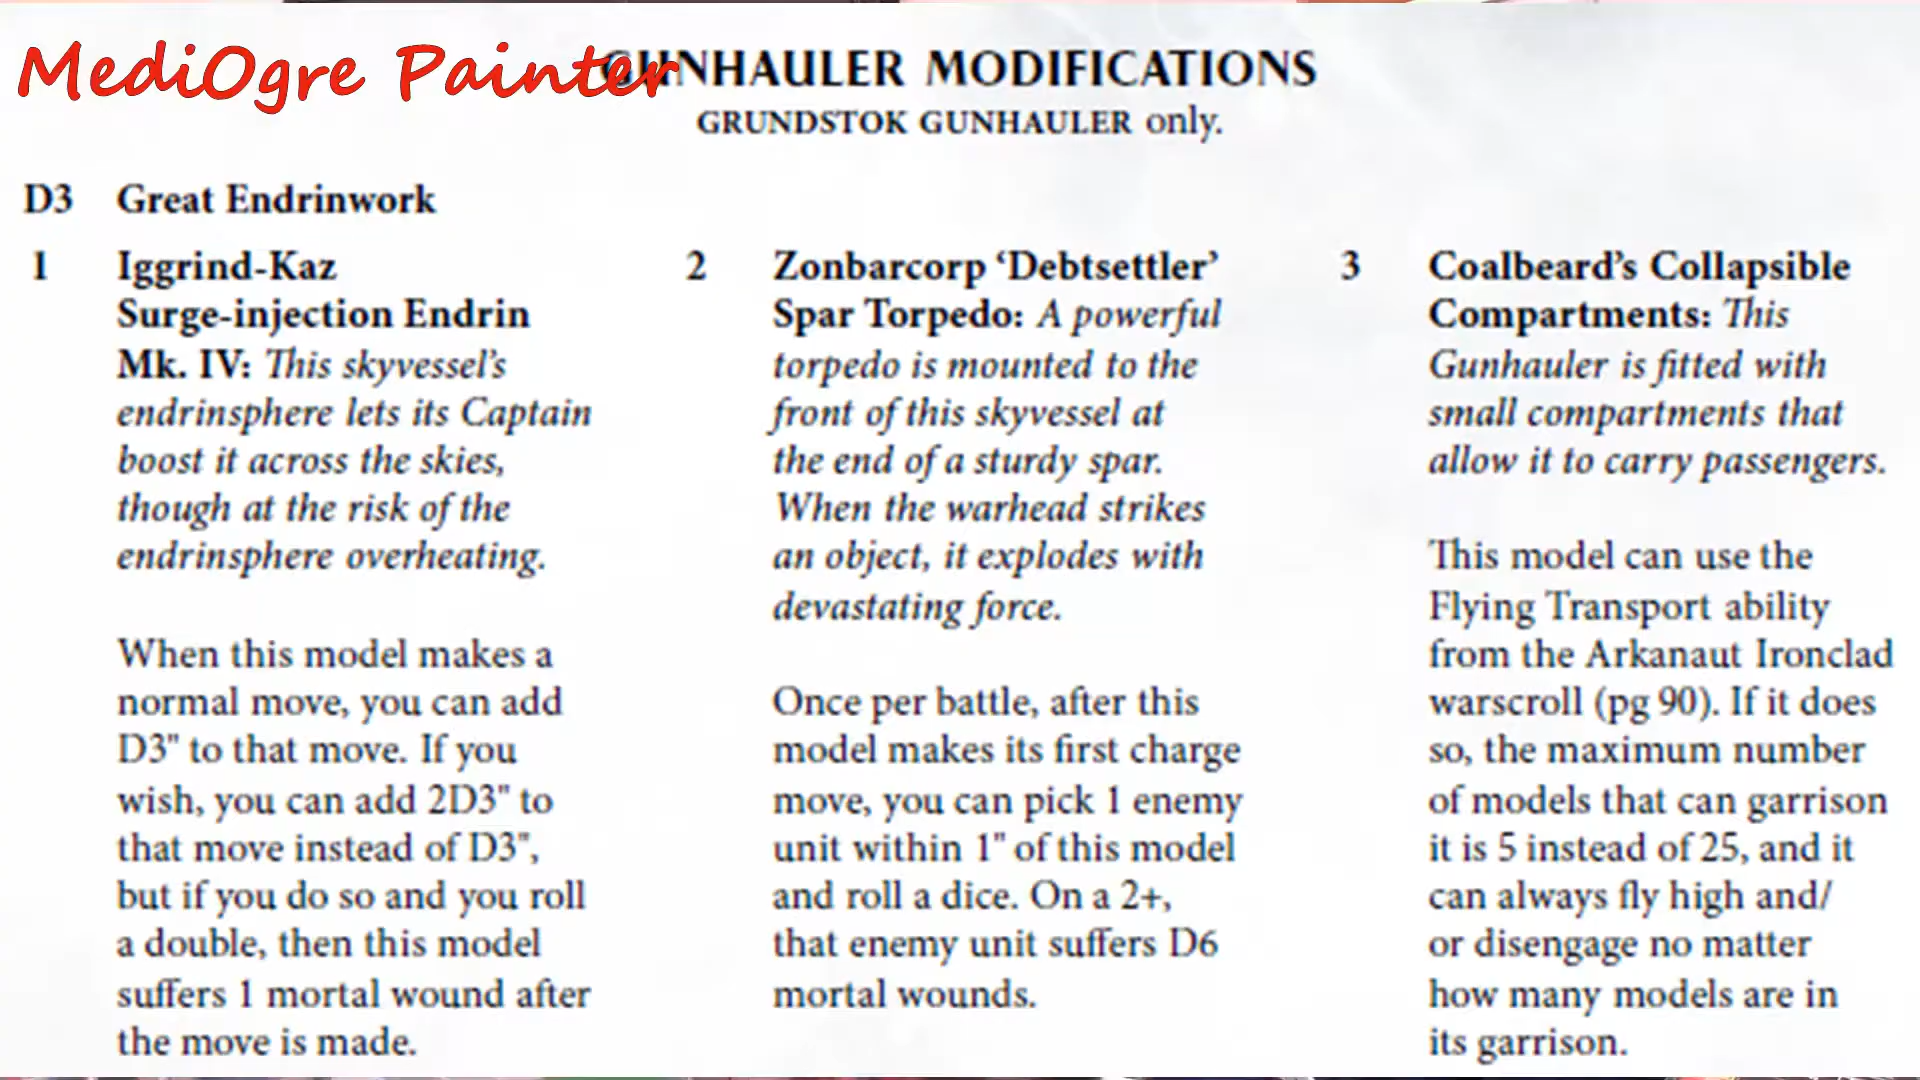 MediOgre Painter
GUNHAULER MODIFICATIONS
GRUNDSTOK GUNHAULER only.
D3 Great Endrinwork
1 Iggrind-Kaz
Surge-injection Endrin
Mk. IV: This skyvessel's
endrinsphere lets its Captain
boost it across the skies,
though at the risk of the
endrinsphere overheating.
When this model makes a
normal move, you can add
D3" to that move. If you
wish, you can add 2D3" to
that move instead of D3",
but if you do so and you roll
a double, then this model
suffers 1 mortal wound after
the move is made.
2 Zonbarcorp ‘Debtsettler’
Spar Torpedo: A powerful
torpedo is mounted to the
front of this skyvessel at
the end of a sturdy spar.
When the warhead strikes
an object, it explodes with
devastating force.
Once per battle, after this
model makes its first charge
move, you can pick 1 enemy
unit within 1" of this model
and roll a dice. On a 2+,
that enemy unit suffers D6
mortal wounds.
3 Coalbeard's Collapsible
Compartments: This
Gunhauler is fitted with
small compartments that
allow it to carry passengers.
This model can use the
Flying Transport ability
from the Arkanaut Ironclad
warscroll (pg 90). If it does
so, the maximum number
of models that can garrison
it is 5 instead of 25, and it
can always fly high and/
or disengage no matter
how many models are in
its garrison.